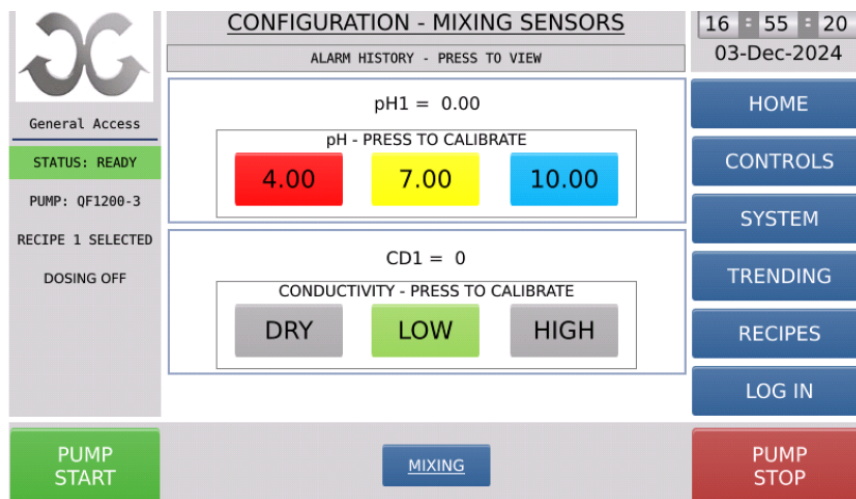 CONFIGURATION - MIXING SENSORS
16 : 55 : 20
03-Dec-2024
ALARM HISTORY - PRESS TO VIEW
General Access
STATUS: READY
PUMP: QF1200-3
RECIPE 1 SELECTED
DOSING OFF
pH1 = 0.00
pH - PRESS TO CALIBRATE
4.00 7.00 10.00
CD1 = 0
CONDUCTIVITY - PRESS TO CALIBRATE
DRY LOW HIGH
HOME
CONTROLS
SYSTEM
TRENDING
RECIPES
LOG IN
PUMP
START
MIXING
PUMP
STOP